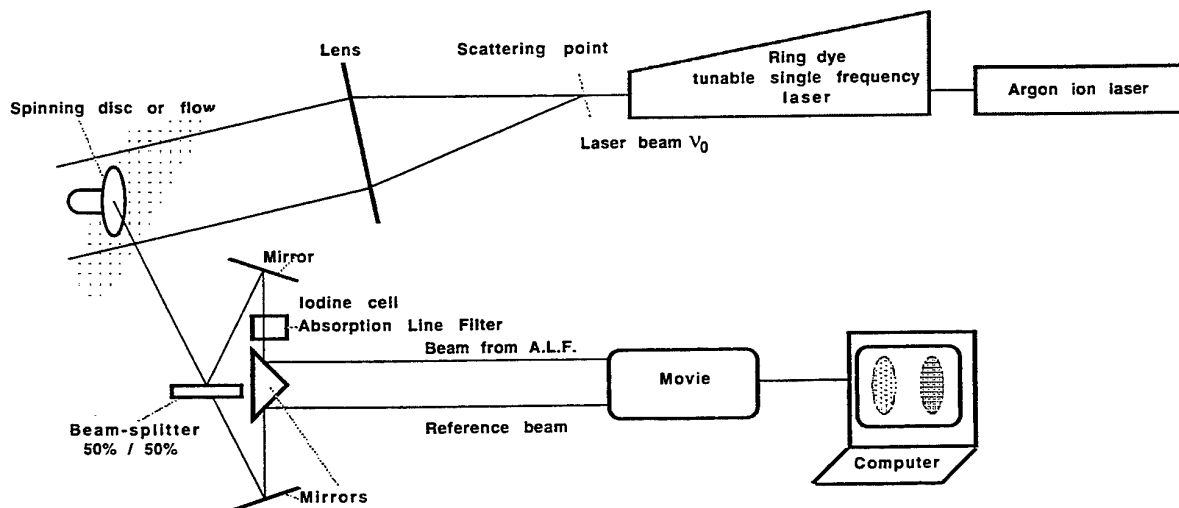 Lens
Scattering point
Ring dye
tunable single frequency
laser
Argon ion laser
Spinning disc or flow
Laser beam ν0
Mirror
Iodine cell
Absorption Line Filter
Beam from A.L.F.
Movie
Reference beam
Beam-splitter
50% / 50%
Computer
Mirrors